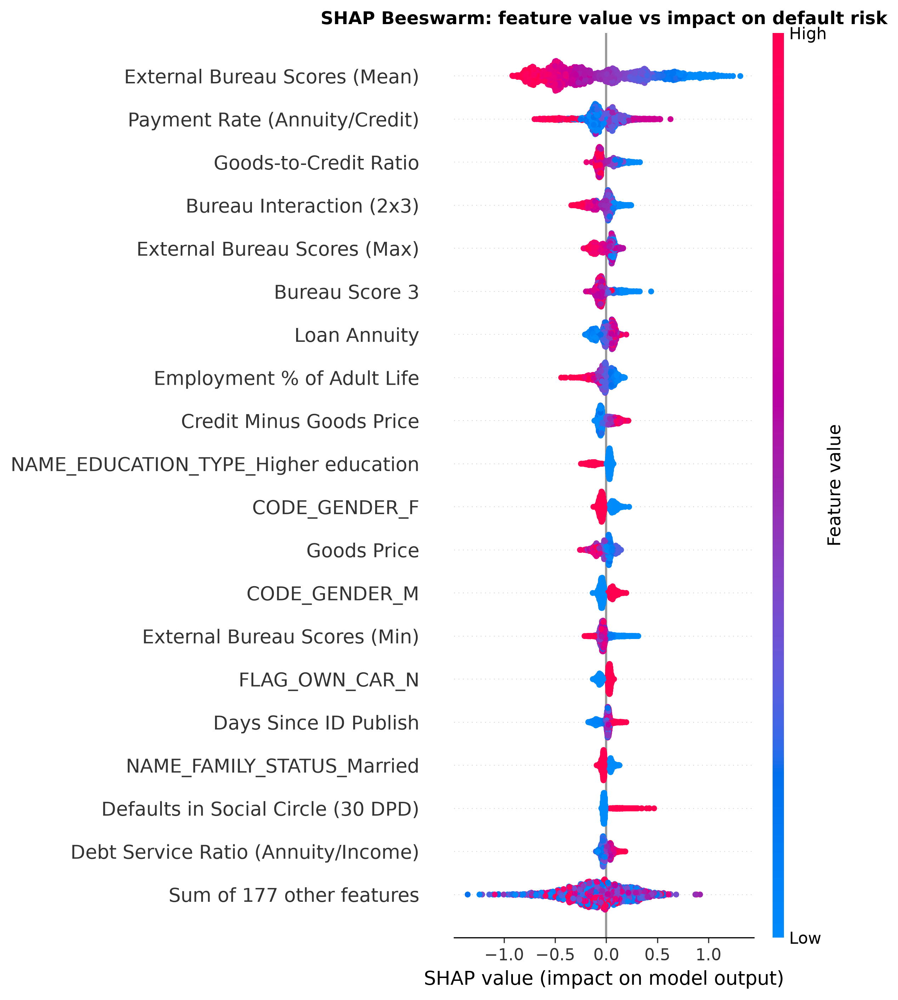 SHAP Beeswarm: feature value vs impact on default risk
High
External Bureau Scores (Mean)
Payment Rate (Annuity/Credit)
Goods-to-Credit Ratio
Bureau Interaction (2x3)
External Bureau Scores (Max)
Bureau Score 3
Loan Annuity
Employment % of Adult Life
Credit Minus Goods Price
NAME_EDUCATION_TYPE_Higher education
CODE_GENDER_F
Goods Price
CODE_GENDER_M
External Bureau Scores (Min)
FLAG_OWN_CAR_N
Days Since ID Publish
NAME_FAMILY_STATUS_Married
Defaults in Social Circle (30 DPD)
Debt Service Ratio (Annuity/Income)
Sum of 177 other features
Feature value
Low
−1.0 −0.5 0.0 0.5 1.0
SHAP value (impact on model output)